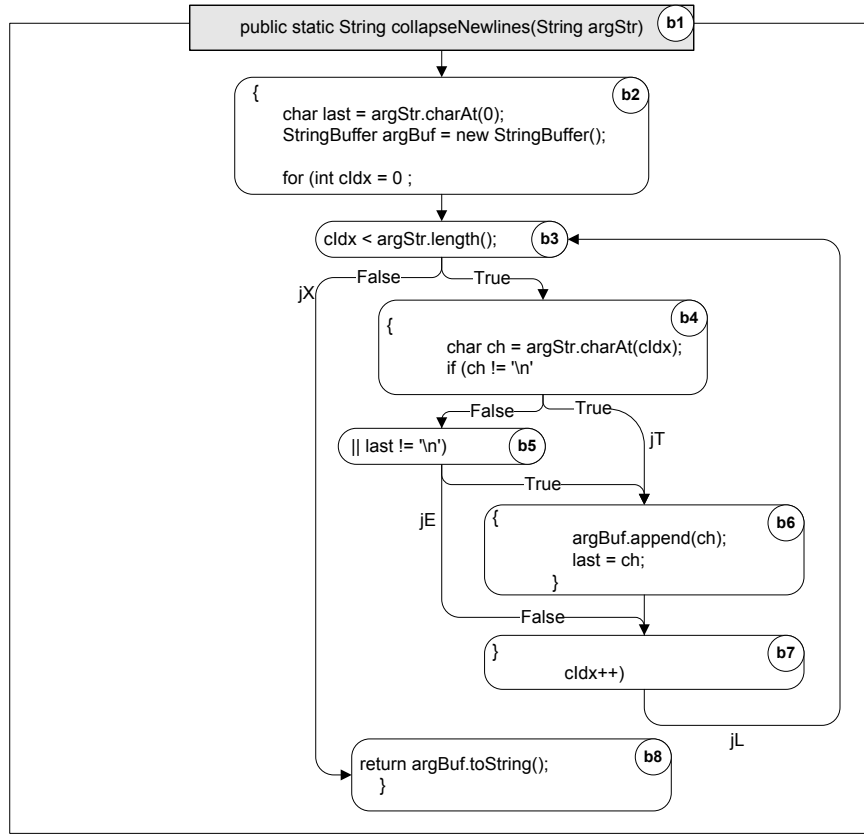 public static String collapseNewlines(String argStr)
b1
{
b2
char last = argStr.charAt(0);
StringBuffer argBuf = new StringBuffer();
for (int cIdx = 0 ;
cIdx < argStr.length();
b3
False
True
jX
{
b4
char ch = argStr.charAt(cIdx);
if (ch != '\n'
False
True
|| last != '\n')
b5
jT
True
jE
{
b6
argBuf.append(ch);
last = ch;
}
False
}
b7
cIdx++)
jL
return argBuf.toString();
b8
}